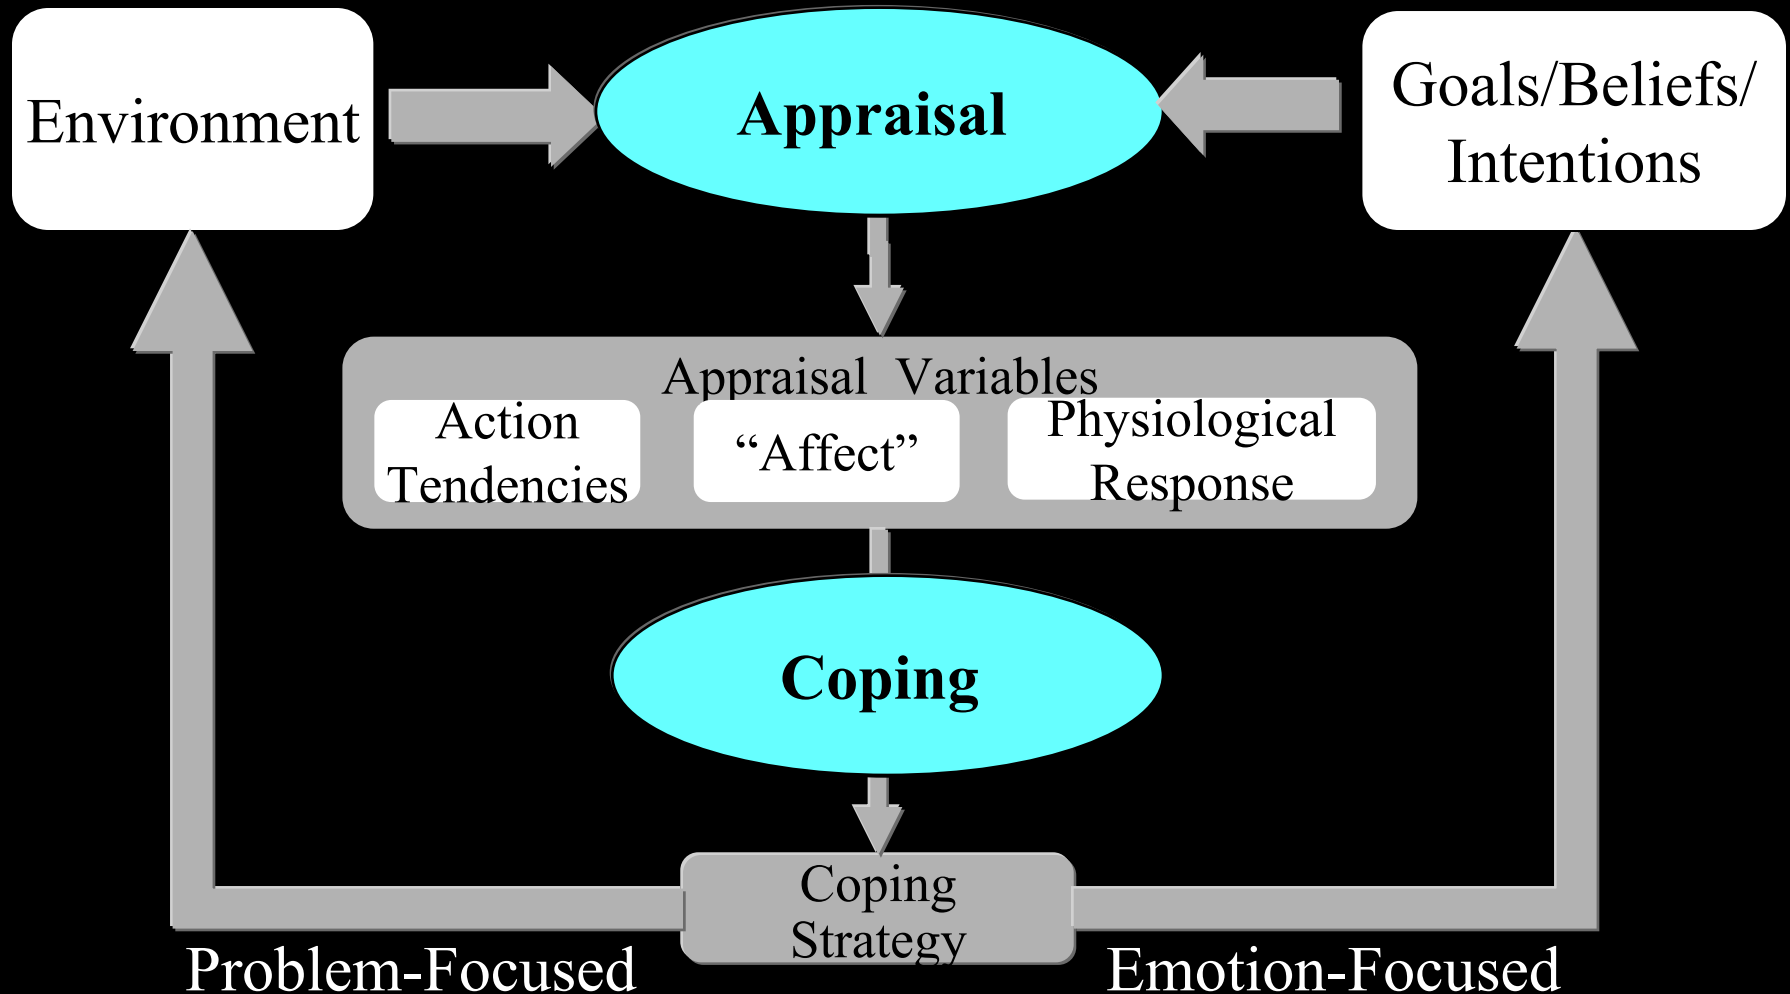 Environment
Appraisal
Goals/Beliefs/
Intentions
Appraisal Variables
Action
Tendencies
“Affect”
Physiological
Response
Coping
Coping
Strategy
Problem-Focused
Emotion-Focused